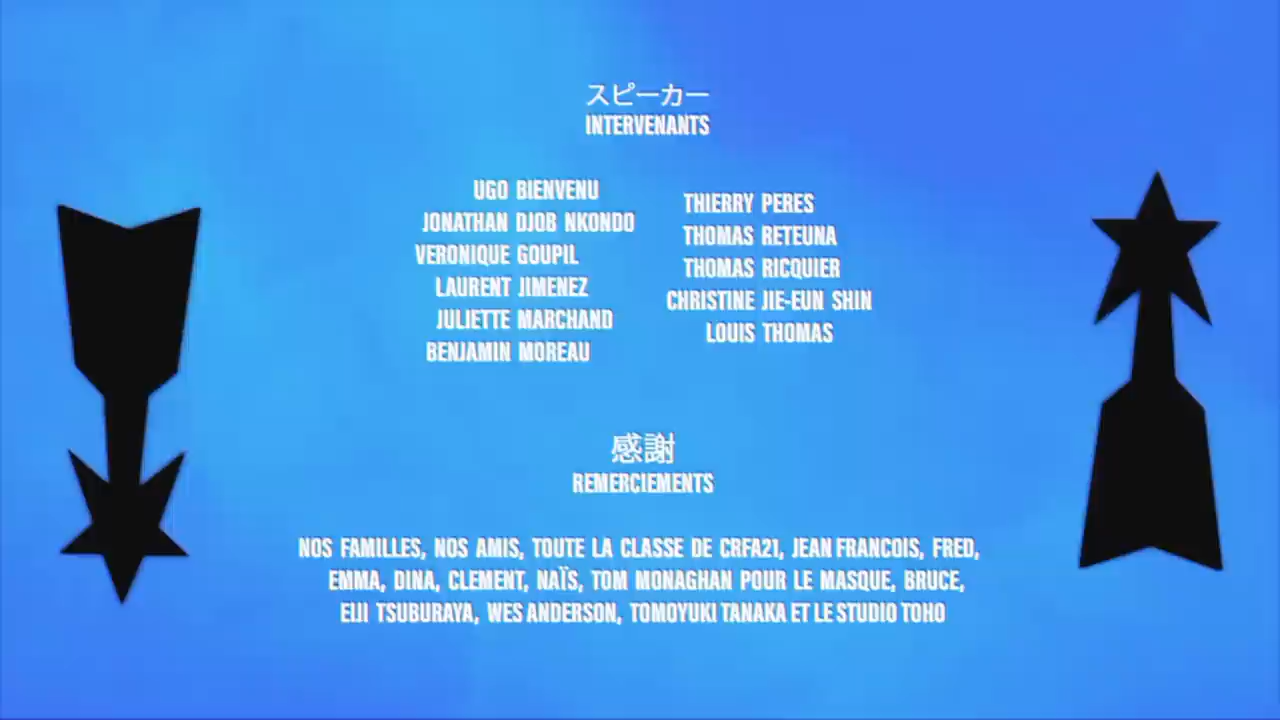 スピーカー
INTERVENANTS
UGO BIENVENU
JONATHAN DJOB NKONDO
VERONIQUE GOUPIL
LAURENT JIMENEZ
JULIETTE MARCHAND
BENJAMIN MOREAU
THIERRY PERES
THOMAS RETEUNA
THOMAS RICQUIER
CHRISTINE JIE-EUN SHIN
LOUIS THOMAS
感謝
REMERCIEMENTS
NOS FAMILLES, NOS AMIS, TOUTE LA CLASSE DE CRFA21, JEAN FRANCOIS, FRED,
EMMA, DINA, CLEMENT, NAÏS, TOM MONAGHAN POUR LE MASQUE, BRUCE,
EIJI TSUBURAYA, WES ANDERSON, TOMOYUKI TANAKA ET LE STUDIO TOHO